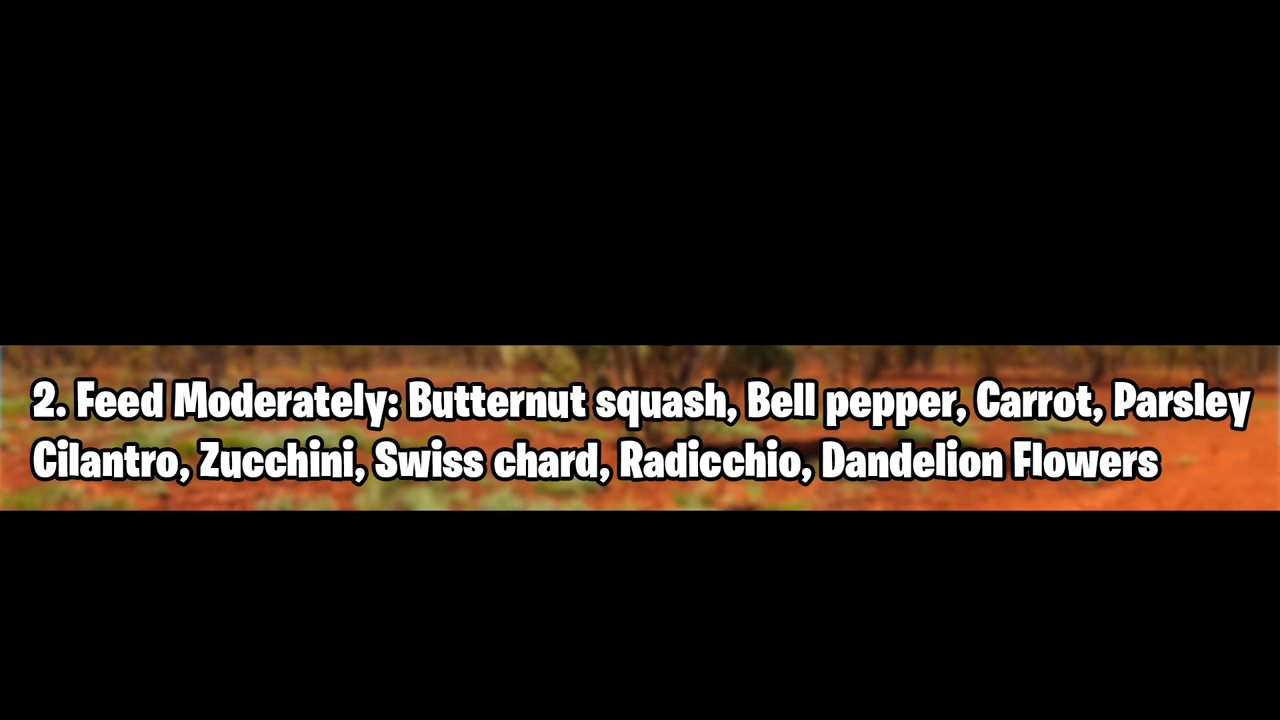 2. Feed Moderately: Butternut squash, Bell pepper, Carrot, Parsley
Cilantro, Zucchini, Swiss chard, Radicchio, Dandelion Flowers